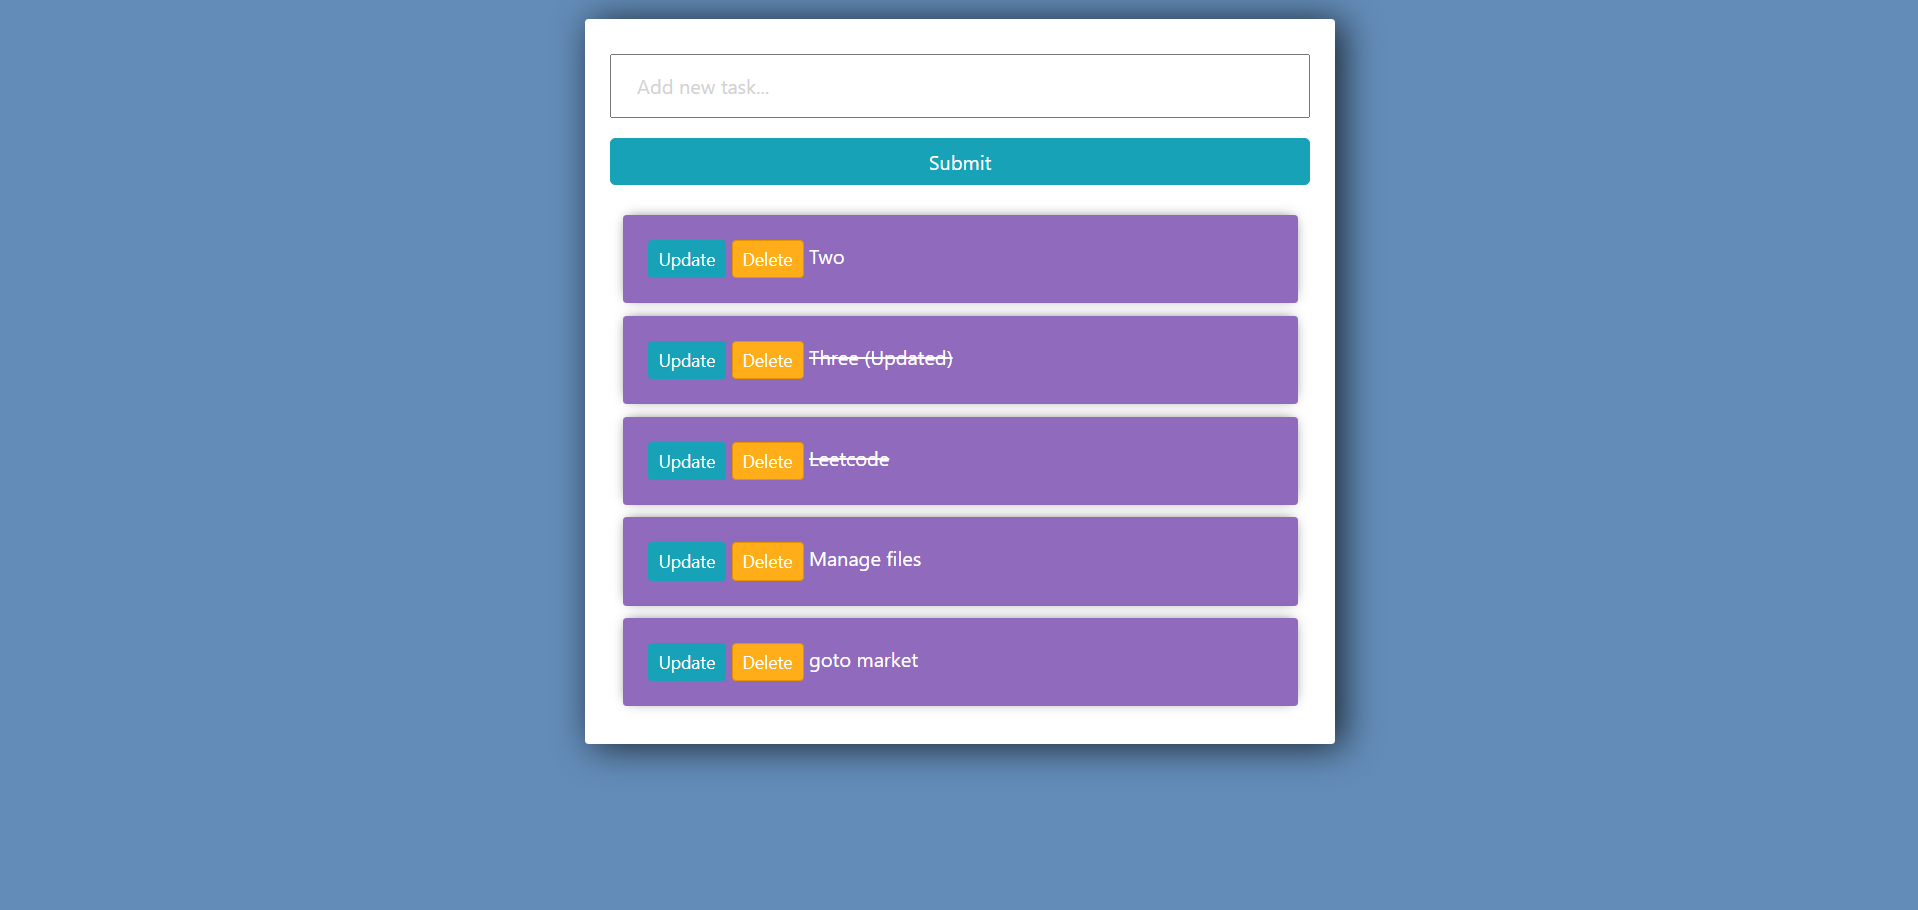 Add new task...
Submit
Update Delete Two
Update Delete Three (Updated)
Update Delete Leetcode
Update Delete Manage files
Update Delete goto market